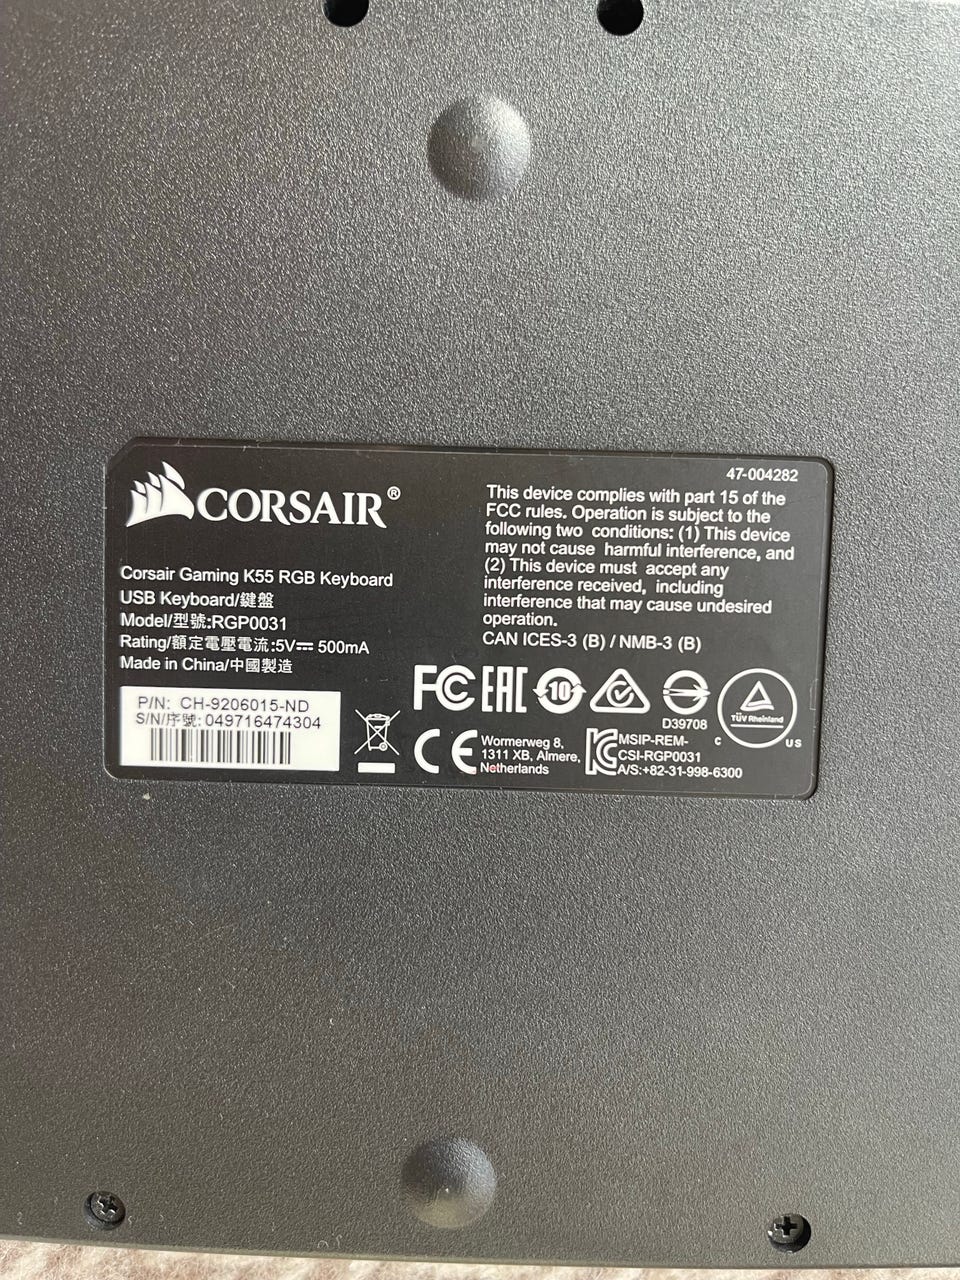 47-004282
CORSAIR®
Corsair Gaming K55 RGB Keyboard
USB Keyboard/鍵盤
Model/型號:RGP0031
Rating/額定電壓電流:5V⎓ 500mA
Made in China/中國製造
P/N: CH-9206015-ND
S/N/序號: 049716474304
This device complies with part 15 of the
FCC rules. Operation is subject to the
following two conditions: (1) This device
may not cause harmful interference, and
(2) This device must accept any
interference received, including
interference that may cause undesired
operation.
CAN ICES-3 (B) / NMB-3 (B)
FC EAC 10
D39708
TÜV Rheinland
C US
CE
Wormerweg 8,
1311 XB, Almere,
Netherlands
MSIP-REM-
CSI-RGP0031
A/S:+82-31-998-6300